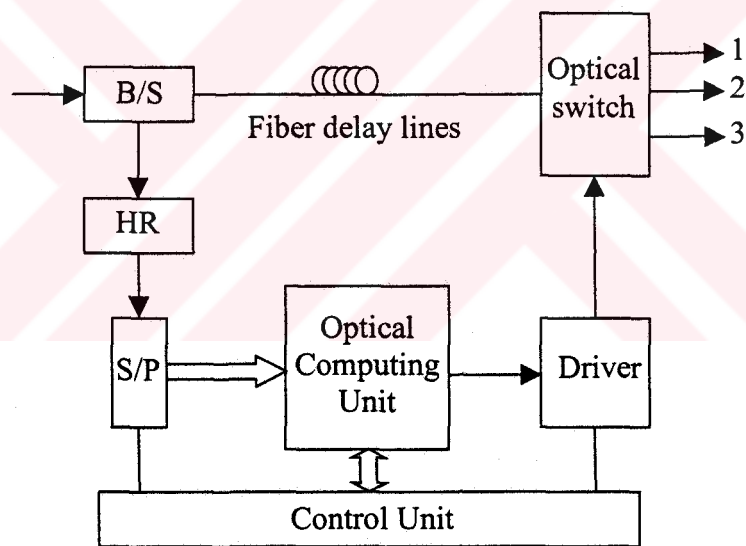 B/S
Fiber delay lines
Optical
switch
1
2
3
HR
S/P
Optical
Computing
Unit
Driver
Control Unit